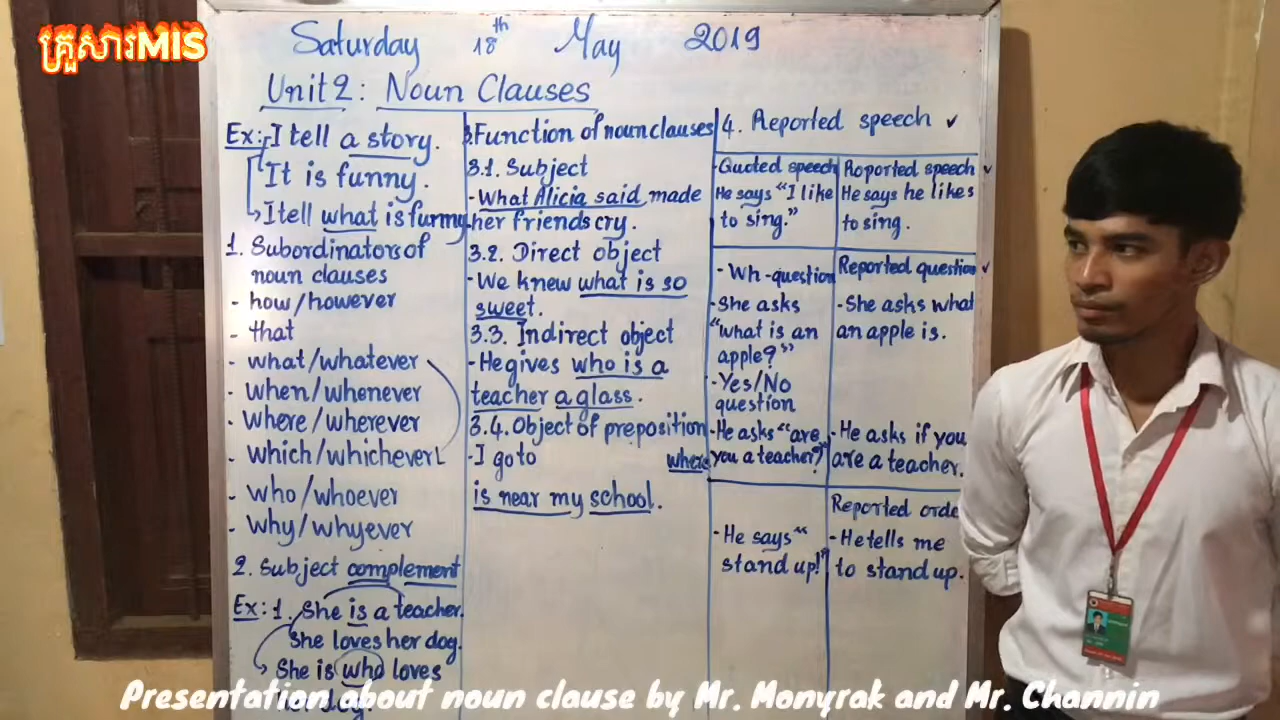 គ្រួសារMIS
Saturday 18th May 2019
Unit 2: Noun Clauses
Ex: I tell a story.
It is funny.
I tell what is funny.
1. Subordinators of
noun clauses
- how/however
- that
- what/whatever
- when/whenever
- where/wherever
- which/whichever
- who/whoever
- why/whyever
2. Subject complement
Ex: 1. She is a teacher.
She loves her dog.
She is who loves
her dog.
3. Function of noun clauses
3.1. Subject
- What Alicia said made
her friends cry.
3.2. Direct object
- We knew what is so
sweet.
3.3. Indirect object
- He gives who is a
teacher a glass.
3.4. Object of preposition
- I go to where
is near my school.
4. Reported speech ✓
- Quoted speech
He says "I like
to sing."
Roported speech ✓
He says he likes
to sing.
- Wh-question
- She asks
"what is an
apple?"
- Yes/No
question
- He asks "are
you a teacher?"
Reported question ✓
- She asks what
an apple is.
- He asks if you
are a teacher.
- He says "
stand up!"
Reported orde
- He tells me
to stand up.
Presentation about noun clause by Mr. Monyrak and Mr. Channin